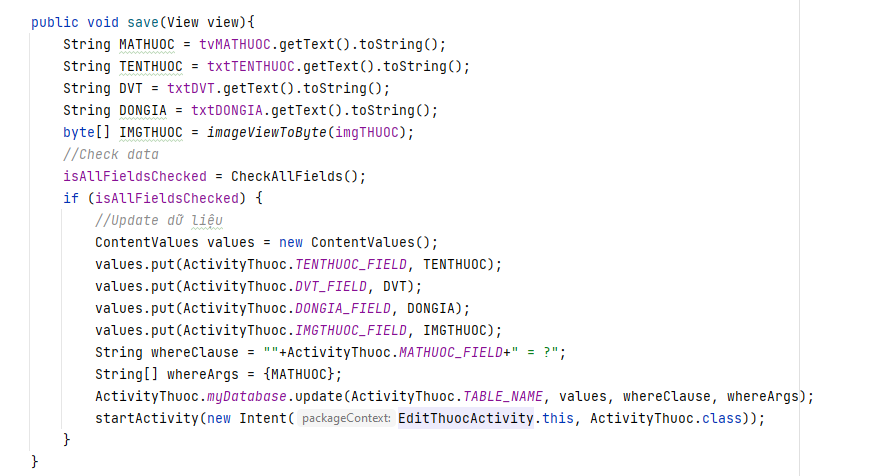 public void save(View view){
String MATHUOC = tvMATHUOC.getText().toString();
String TENTHUOC = txtTENTHUOC.getText().toString();
String DVT = txtDVT.getText().toString();
String DONGIA = txtDONGIA.getText().toString();
byte[] IMGTHUOC = imageViewToByte(imgTHUOC);
//Check data
isAllFieldsChecked = CheckAllFields();
if (isAllFieldsChecked) {
//Update dữ liệu
ContentValues values = new ContentValues();
values.put(ActivityThuoc.TENTHUOC_FIELD, TENTHUOC);
values.put(ActivityThuoc.DVT_FIELD, DVT);
values.put(ActivityThuoc.DONGIA_FIELD, DONGIA);
values.put(ActivityThuoc.IMGTHUOC_FIELD, IMGTHUOC);
String whereClause = ""+ActivityThuoc.MATHUOC_FIELD+" = ?";
String[] whereArgs = {MATHUOC};
ActivityThuoc.myDatabase.update(ActivityThuoc.TABLE_NAME, values, whereClause, whereArgs);
startActivity(new Intent( packageContext: EditThuocActivity.this, ActivityThuoc.class));
}
}